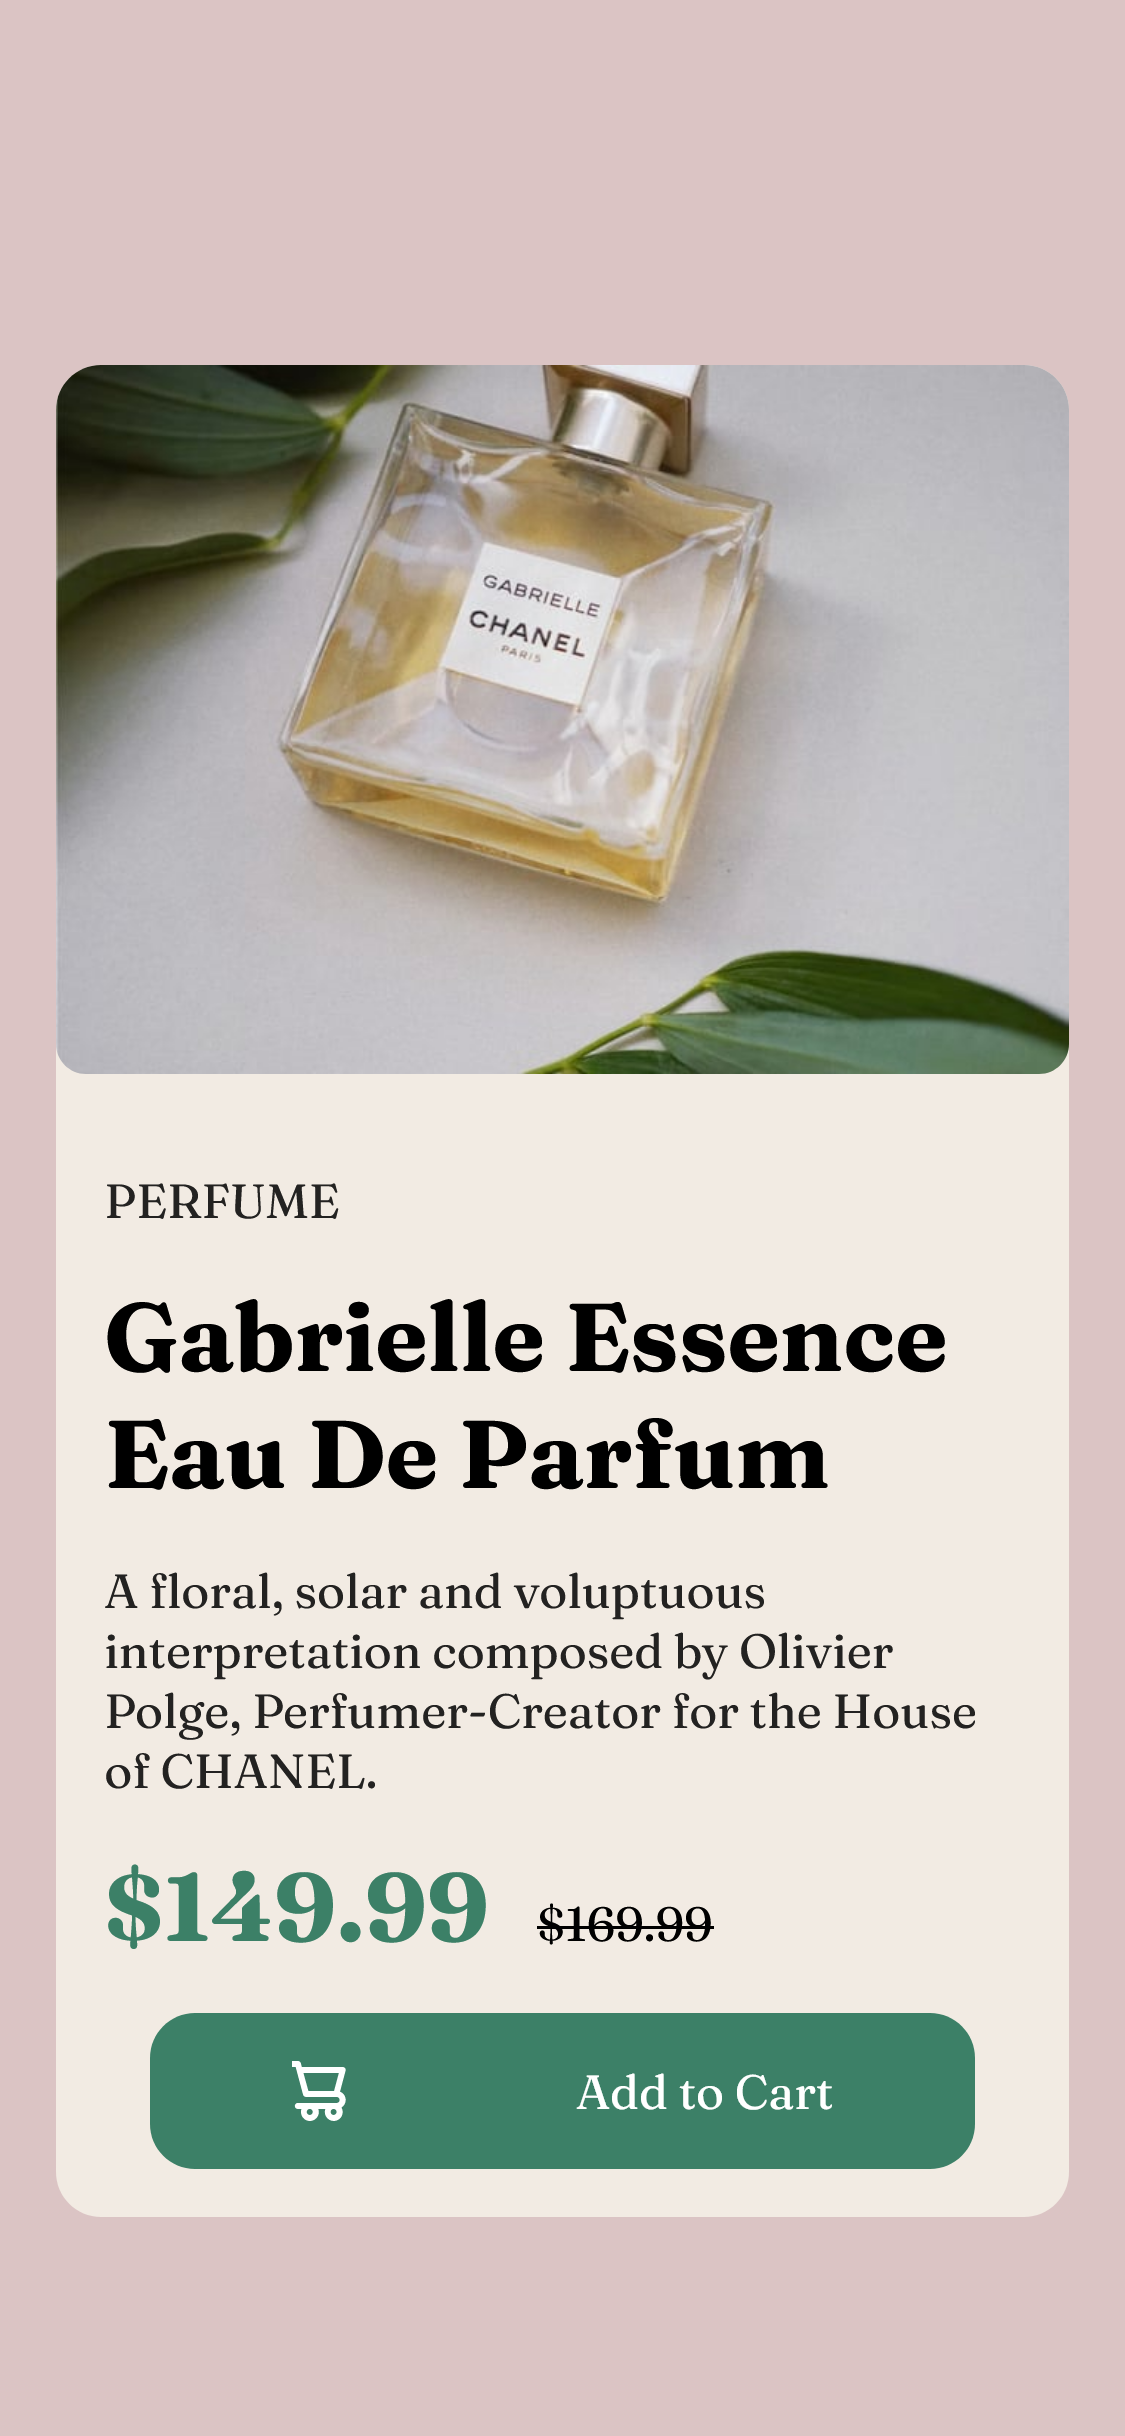 GABRIELLE
CHANEL
PARIS
PERFUME
Gabrielle Essence
Eau De Parfum
A floral, solar and voluptuous
interpretation composed by Olivier
Polge, Perfumer-Creator for the House
of CHANEL.
$149.99 $169.99
Add to Cart